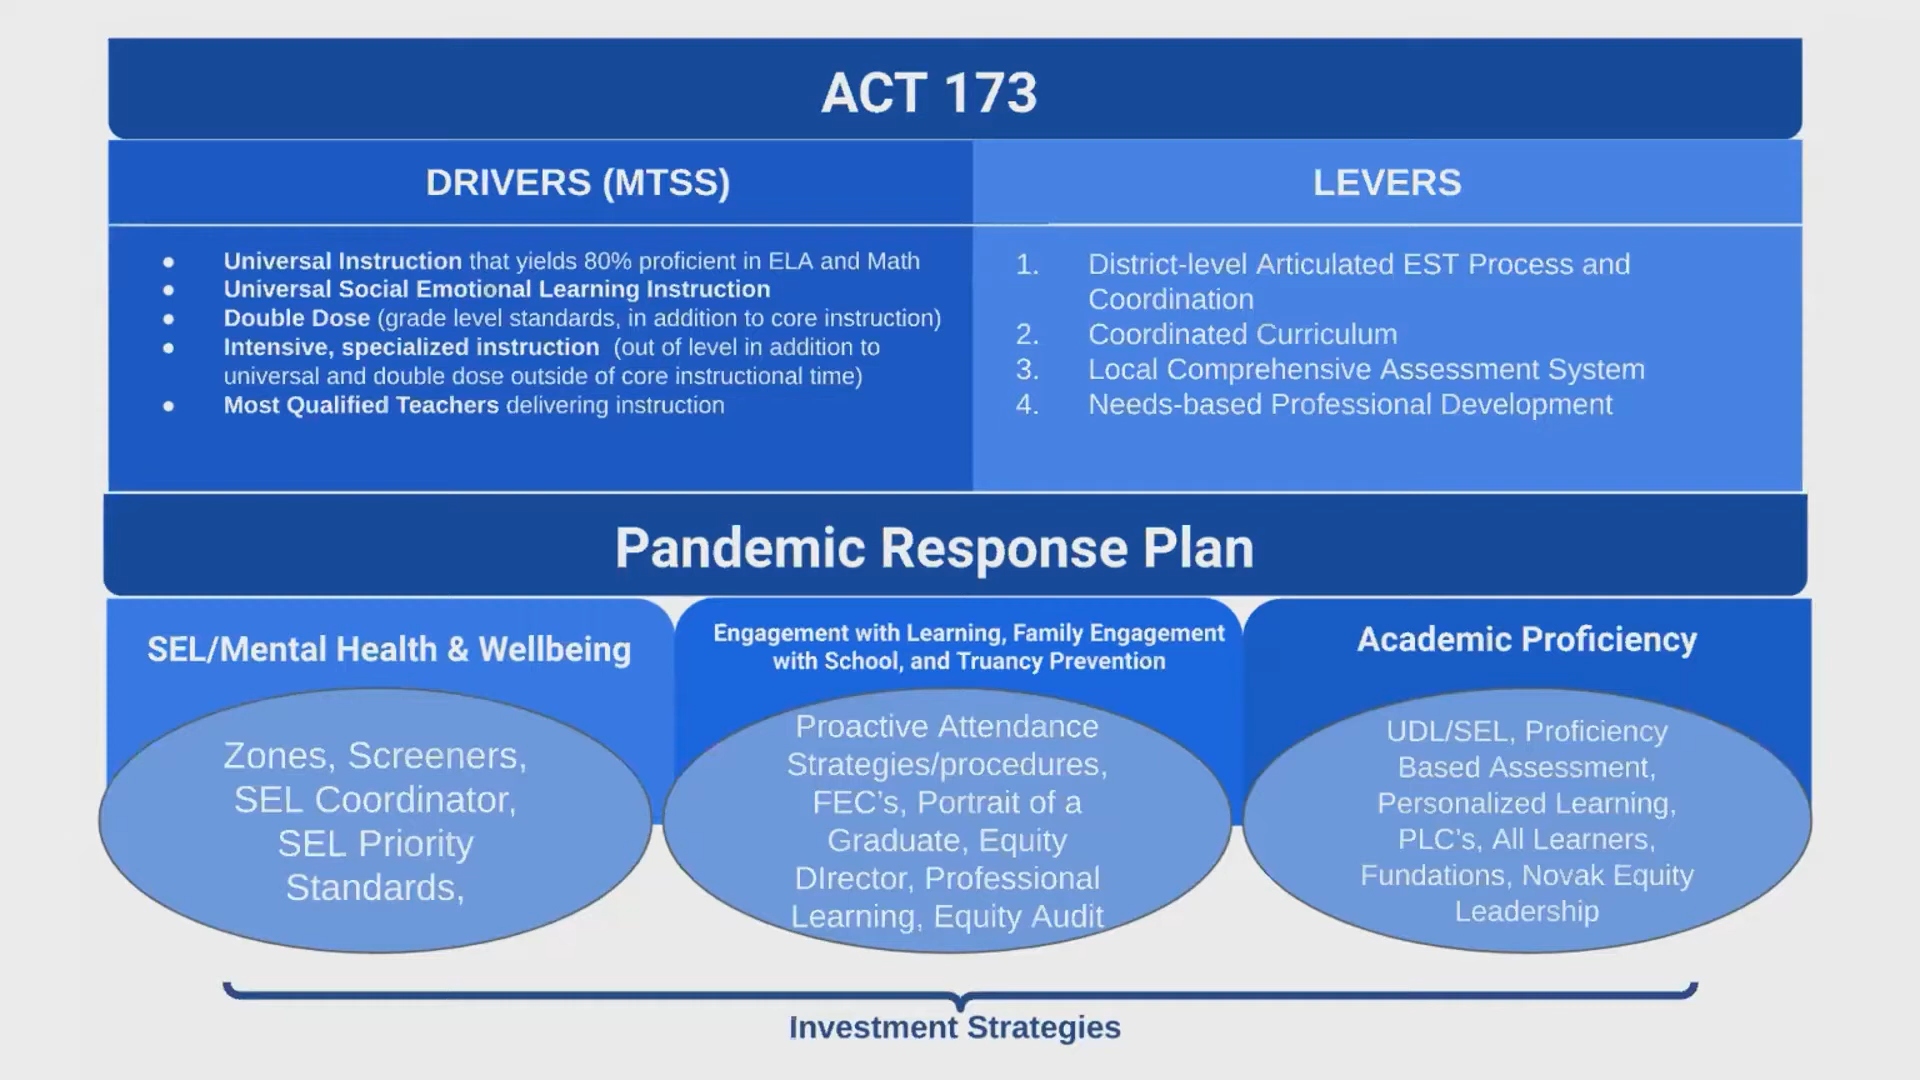 ACT 173
DRIVERS (MTSS)
● Universal Instruction that yields 80% proficient in ELA and Math
● Universal Social Emotional Learning Instruction
● Double Dose (grade level standards, in addition to core instruction)
● Intensive, specialized instruction (out of level in addition to
universal and double dose outside of core instructional time)
● Most Qualified Teachers delivering instruction
LEVERS
1. District-level Articulated EST Process and
Coordination
2. Coordinated Curriculum
3. Local Comprehensive Assessment System
4. Needs-based Professional Development
Pandemic Response Plan
SEL/Mental Health & Wellbeing
Zones, Screeners,
SEL Coordinator,
SEL Priority
Standards,
Engagement with Learning, Family Engagement
with School, and Truancy Prevention
Proactive Attendance
Strategies/procedures,
FEC's, Portrait of a
Graduate, Equity
DIrector, Professional
Learning, Equity Audit
Academic Proficiency
UDL/SEL, Proficiency
Based Assessment,
Personalized Learning,
PLC's, All Learners,
Fundations, Novak Equity
Leadership
Investment Strategies